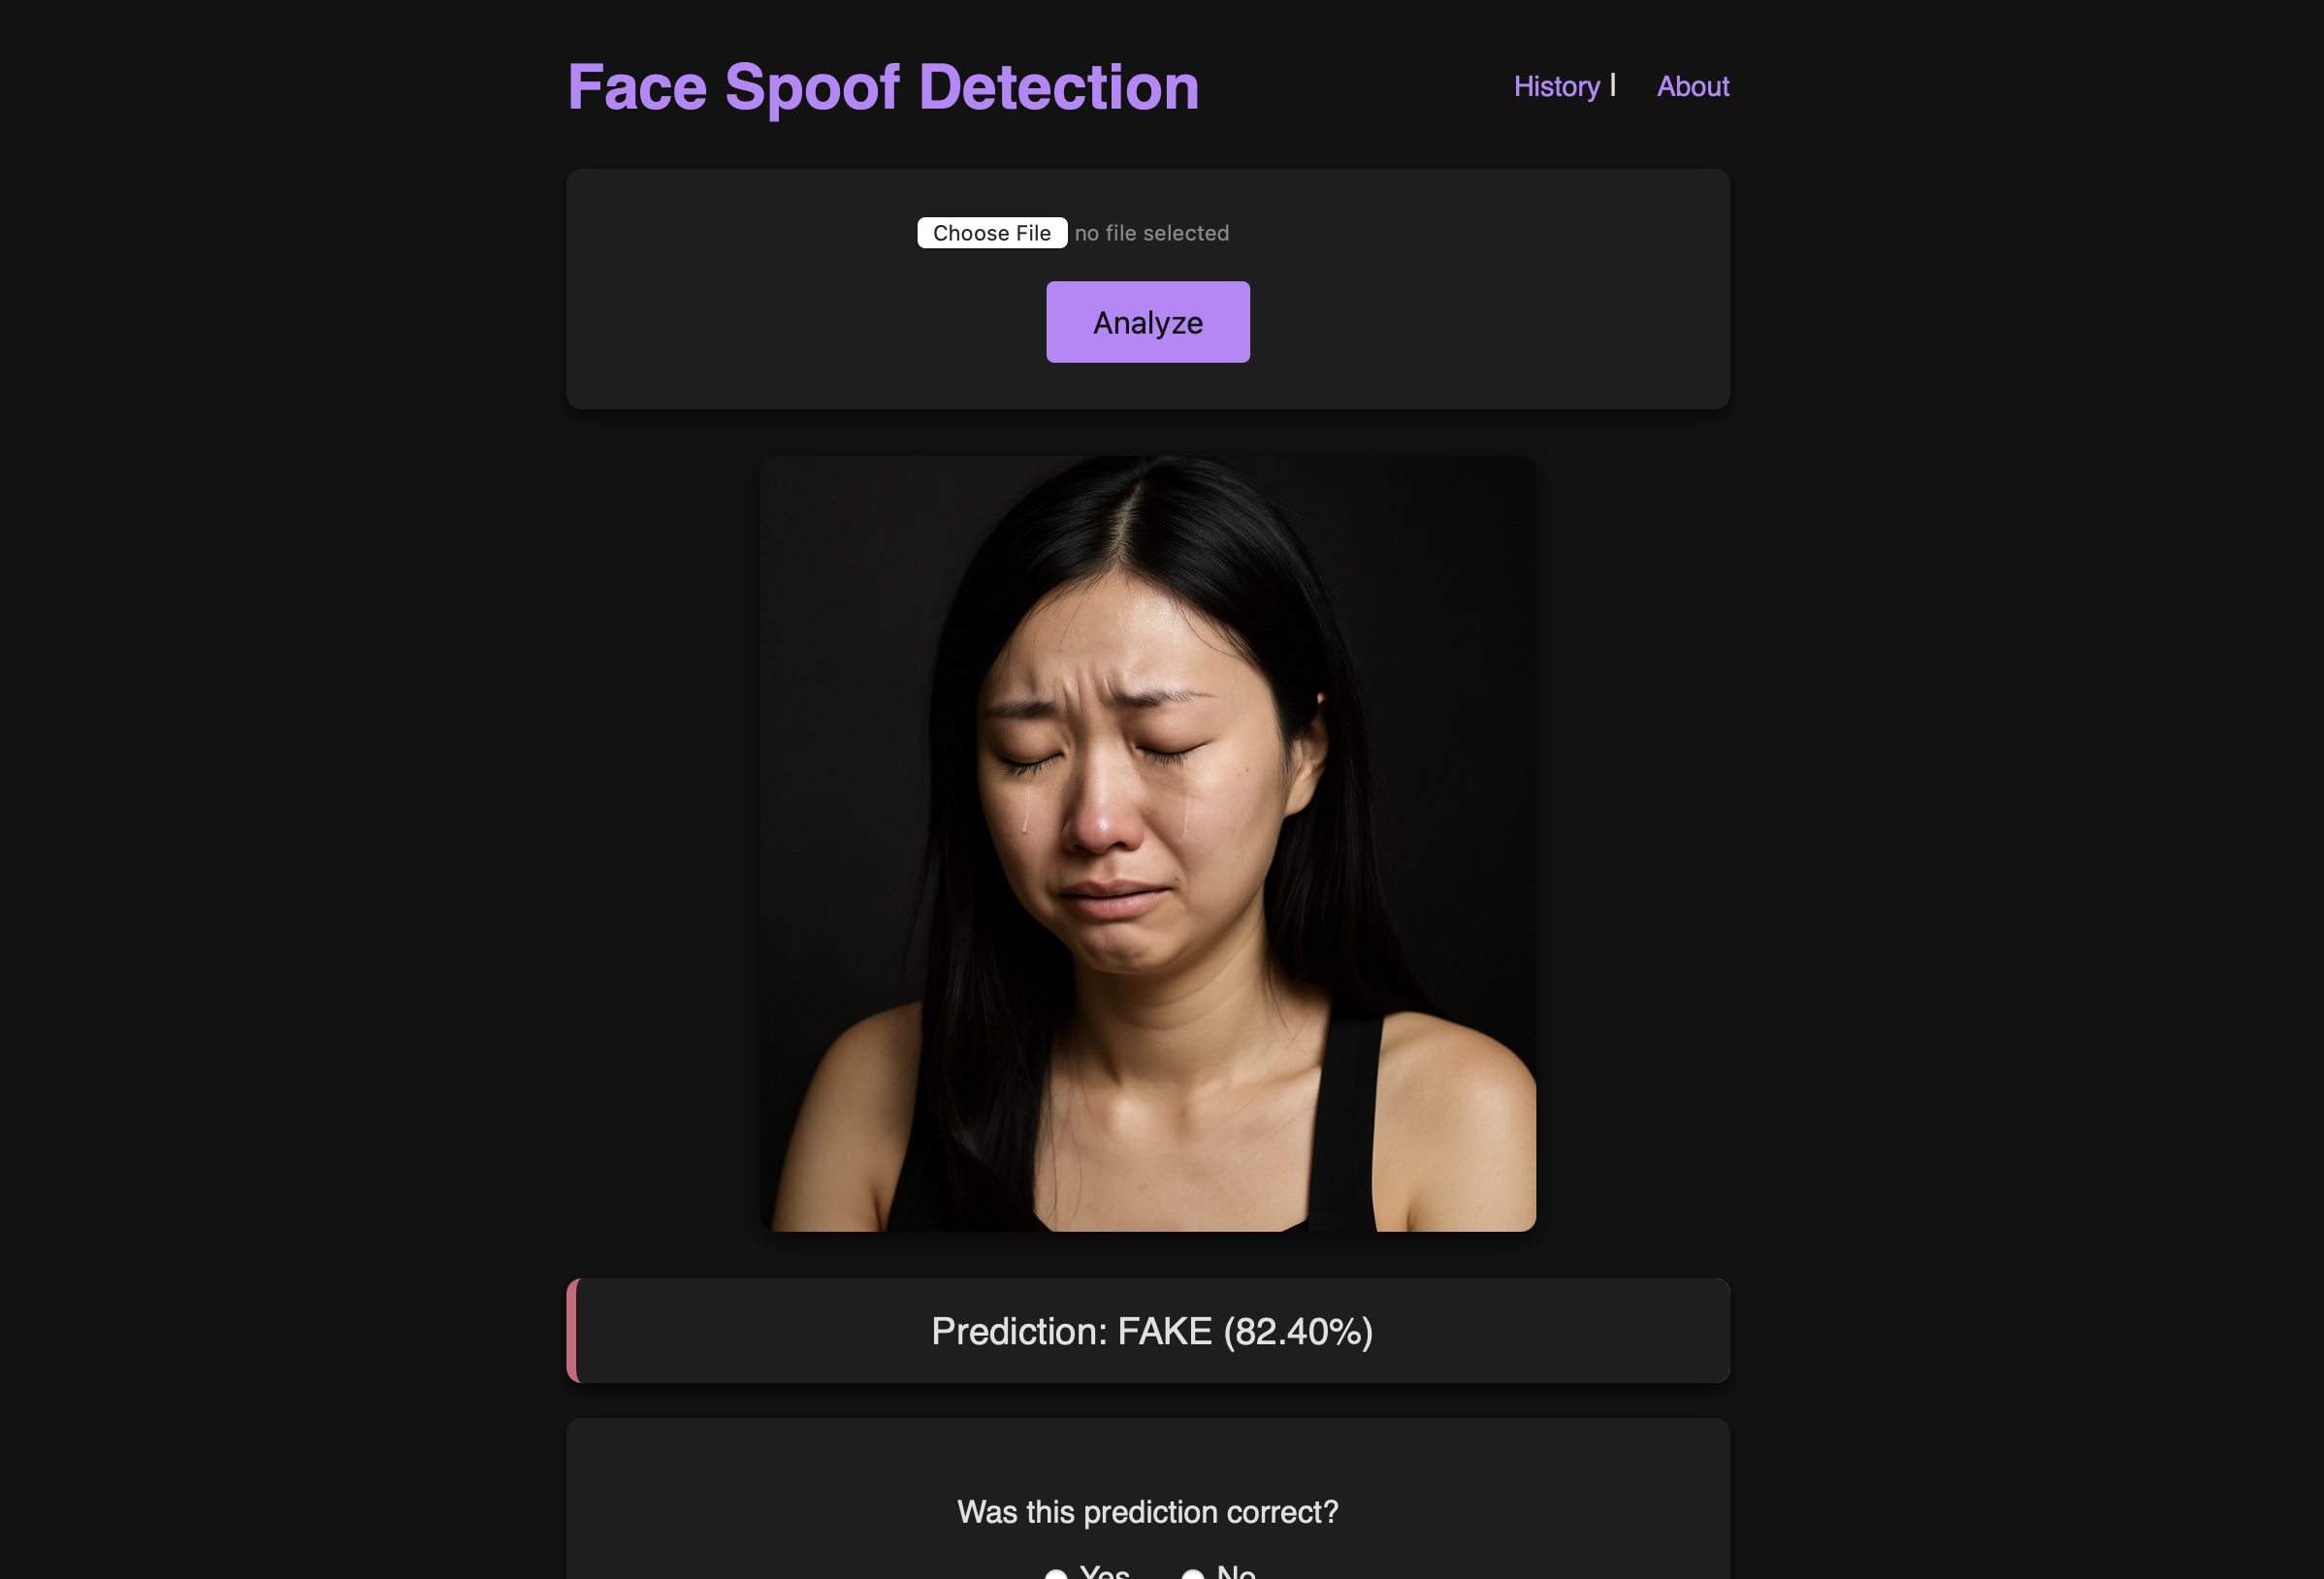 Face Spoof Detection
History | About
Choose File no file selected
Analyze
Prediction: FAKE (82.40%)
Was this prediction correct?
Yes No